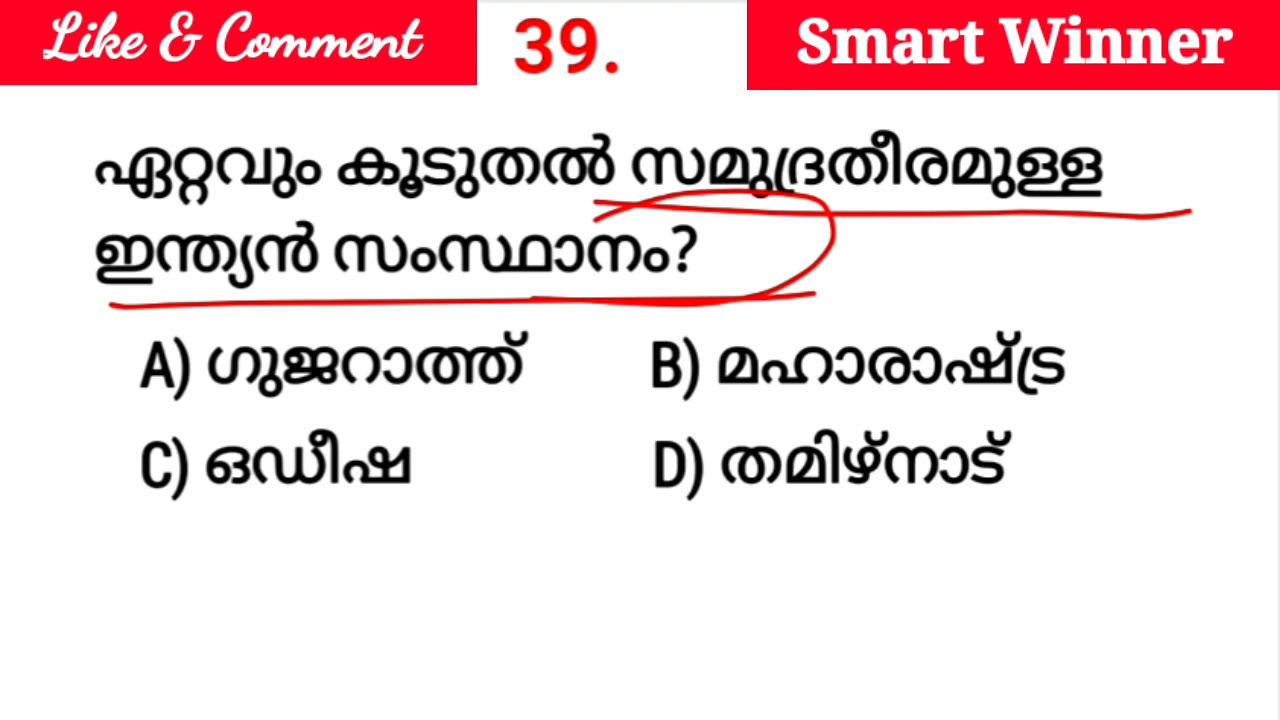 Like & Comment
39.
Smart Winner
ഏറ്റവും കൂടുതൽ സമുദ്രതീരമുള്ള
ഇന്ത്യൻ സംസ്ഥാനം?
A) ഗുജറാത്ത് B) മഹാരാഷ്ട്ര
C) ഒഡീഷ D) തമിഴ്നാട്